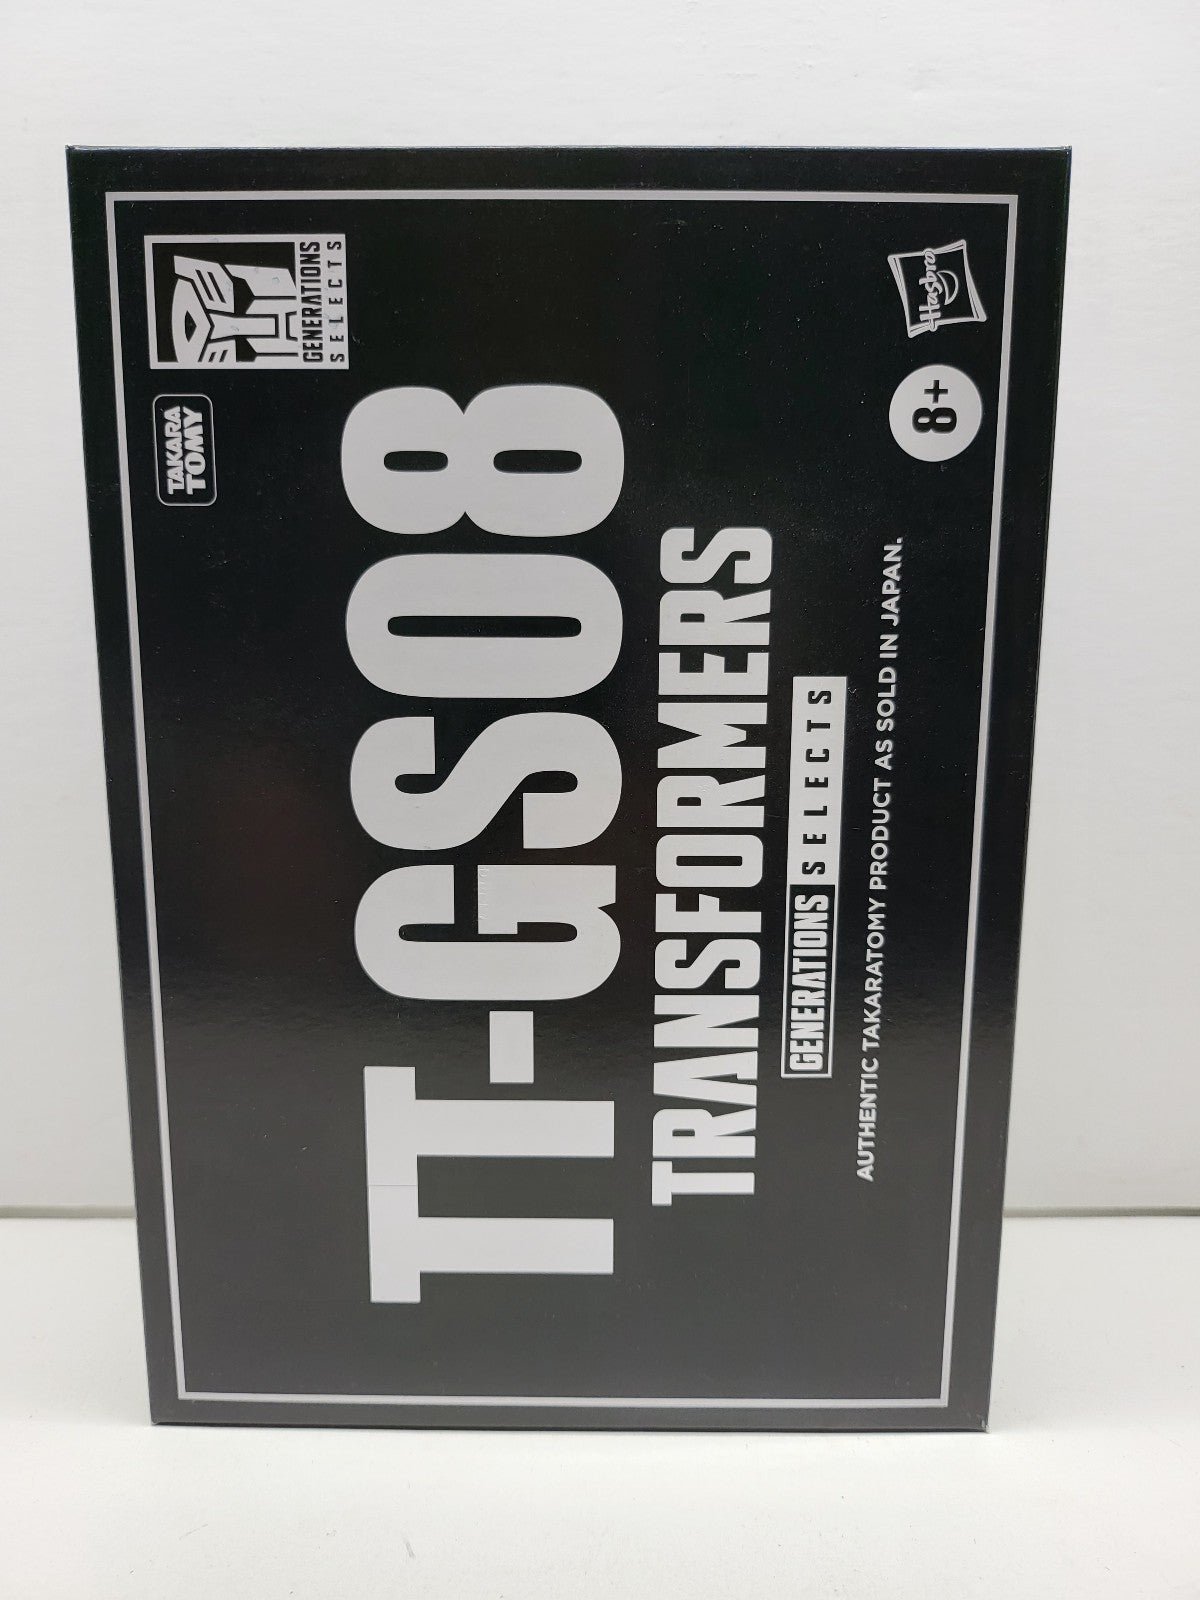 GENERATIONS
SELECTS
TAKARA
TOMY
Hasbro
8+
TT-GS08
TRANSFORMERS
GENERATIONS SELECTS
AUTHENTIC TAKARATOMY PRODUCT AS SOLD IN JAPAN.